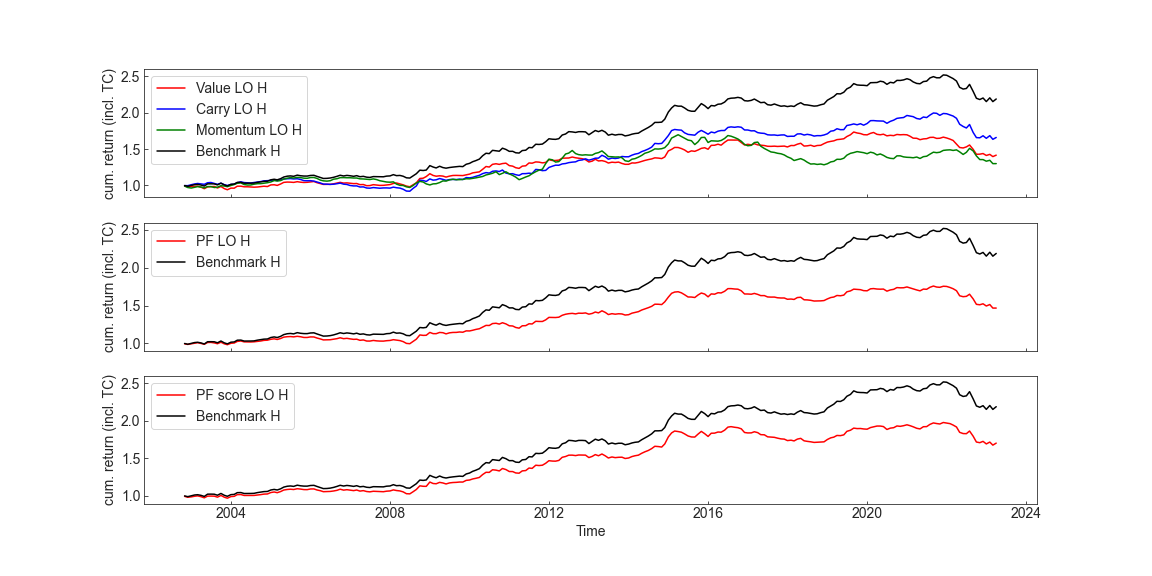 cum. return (incl. TC)
2.5
2.0
1.5
1.0
Value LO H
Carry LO H
Momentum LO H
Benchmark H
cum. return (incl. TC)
2.5
2.0
1.5
1.0
PF LO H
Benchmark H
cum. return (incl. TC)
2.5
2.0
1.5
1.0
PF score LO H
Benchmark H
2004 2008 2012 2016 2020 2024
Time